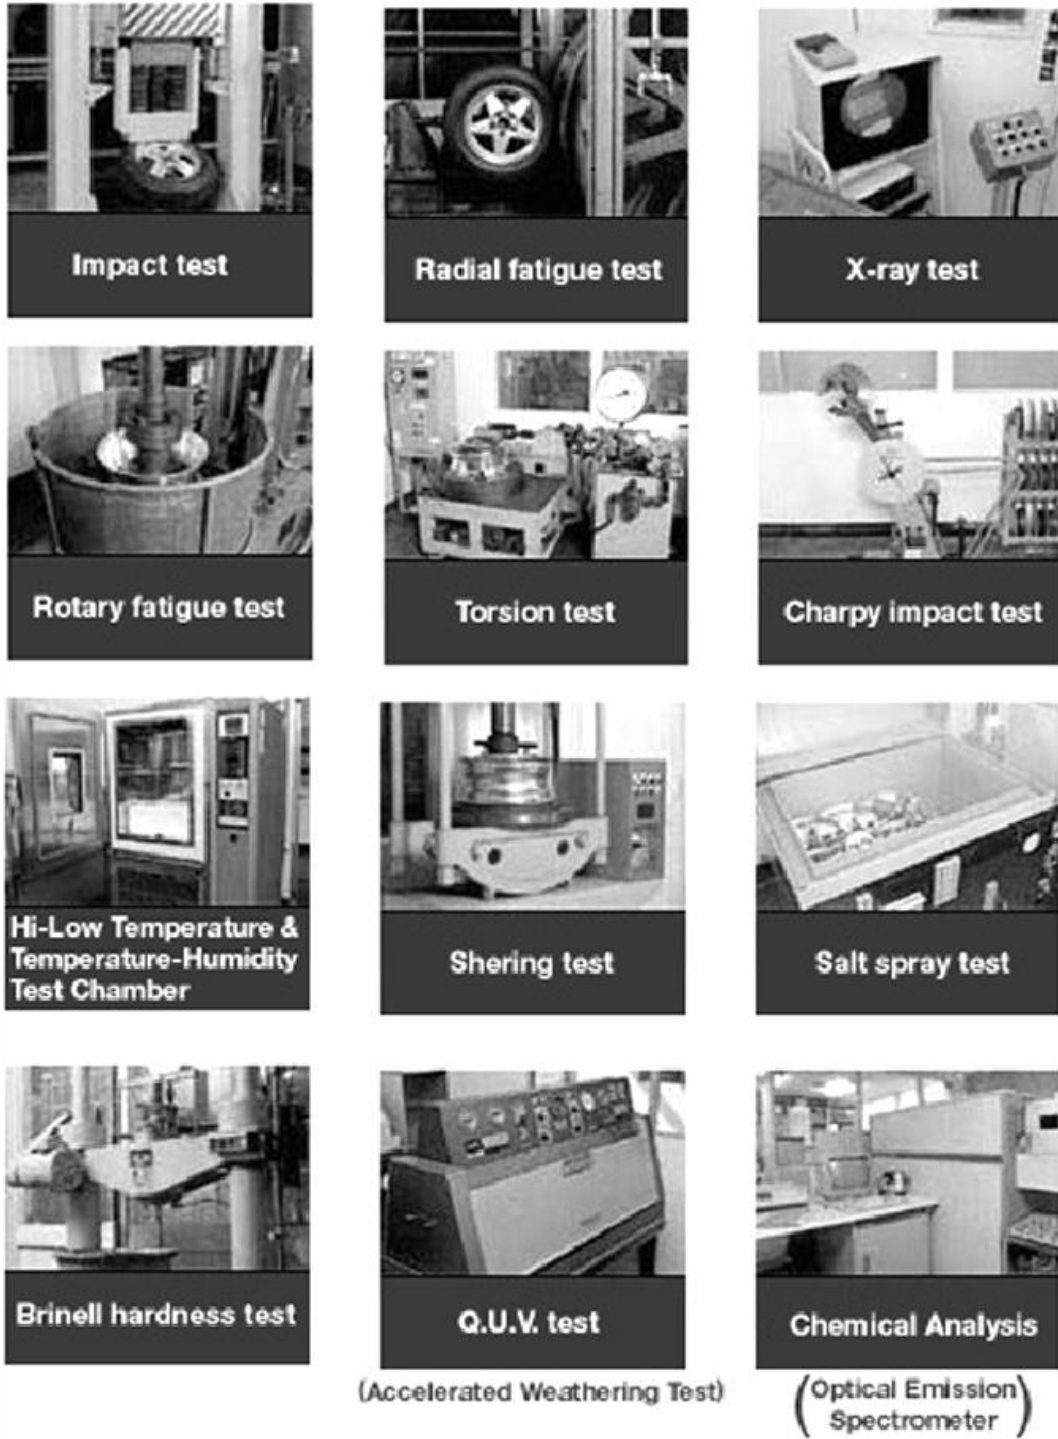 Impact test
Radial fatigue test
X-ray test
Rotary fatigue test
Torsion test
Charpy impact test
Hi-Low Temperature &
Temperature-Humidity
Test Chamber
Shering test
Salt spray test
Brinell hardness test
Q.U.V. test
(Accelerated Weathering Test)
Chemical Analysis
(Optical Emission
Spectrometer)